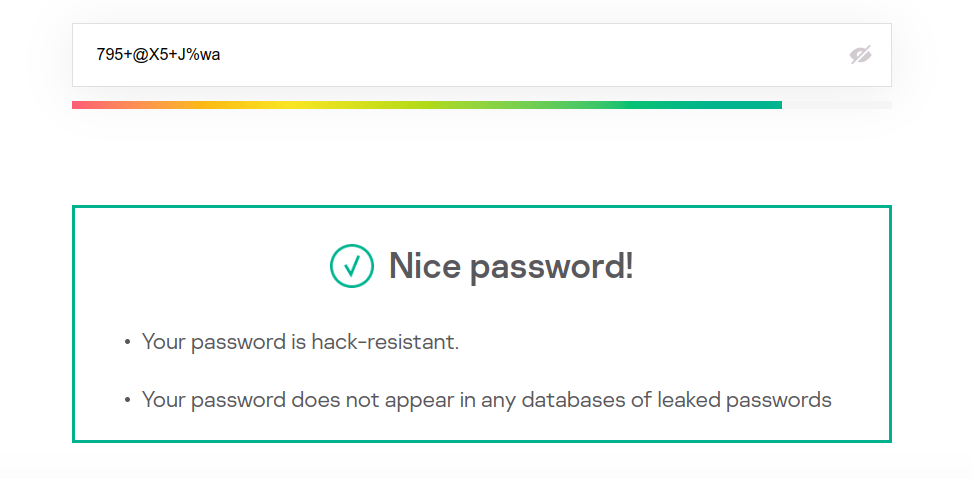 795+@X5+J%wa
Nice password!
• Your password is hack-resistant.
• Your password does not appear in any databases of leaked passwords